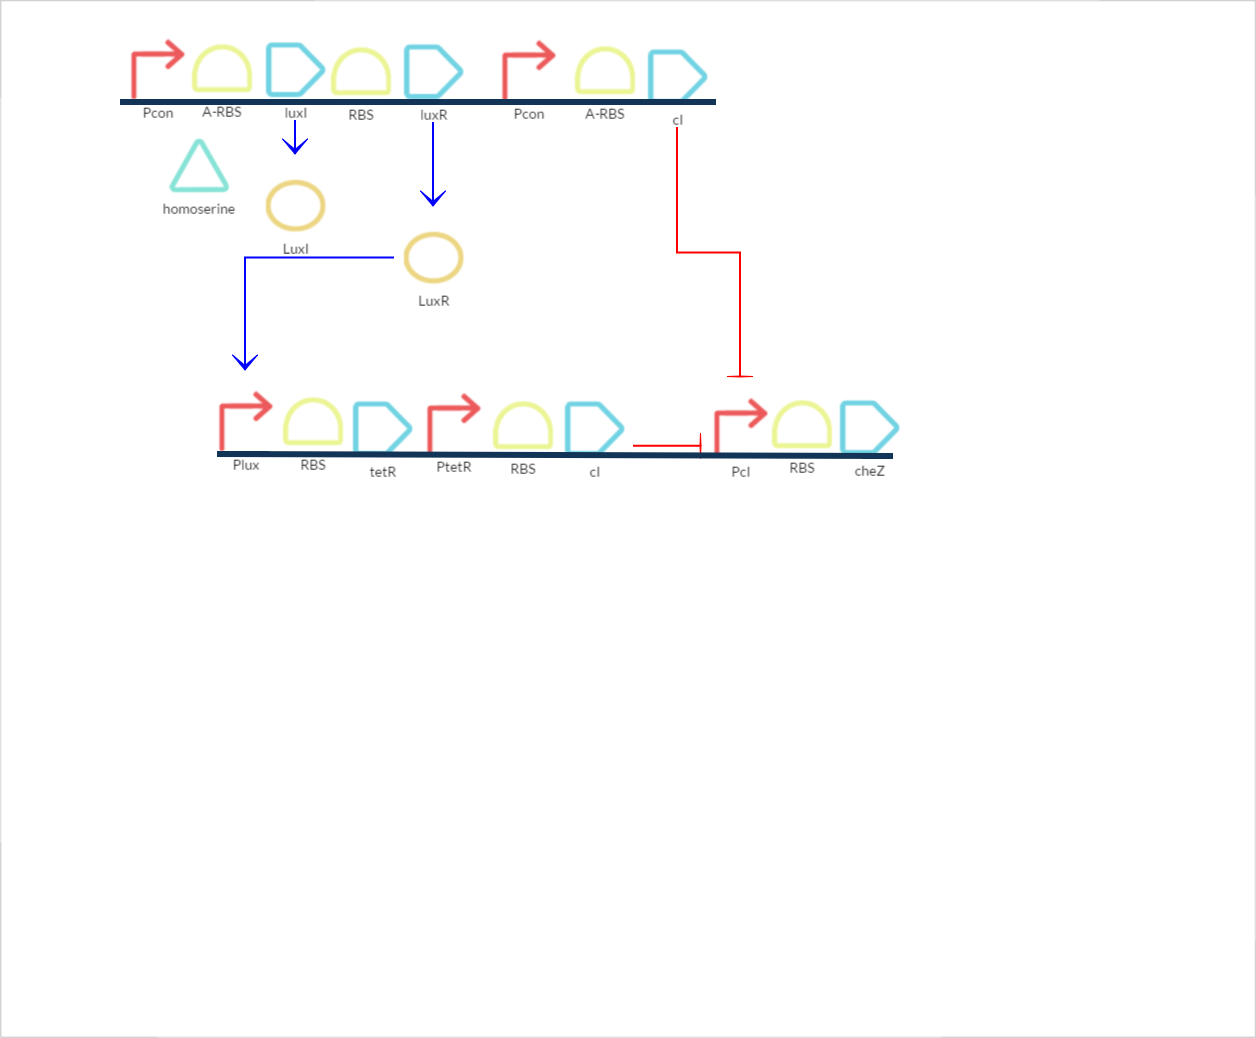 Pcon A-RBS luxI RBS luxR Pcon A-RBS cI
homoserine
LuxI
LuxR
Plux RBS tetR PtetR RBS cI PcI RBS cheZ